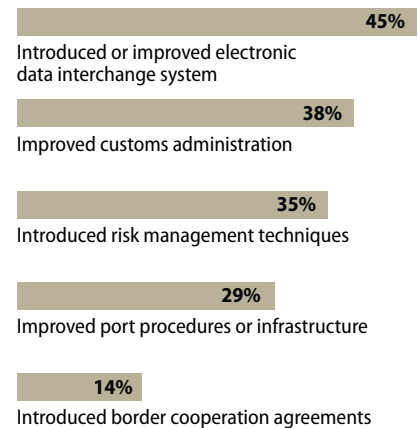 45%
Introduced or improved electronic
data interchange system
38%
Improved customs administration
35%
Introduced risk management techniques
29%
Improved port procedures or infrastructure
14%
Introduced border cooperation agreements